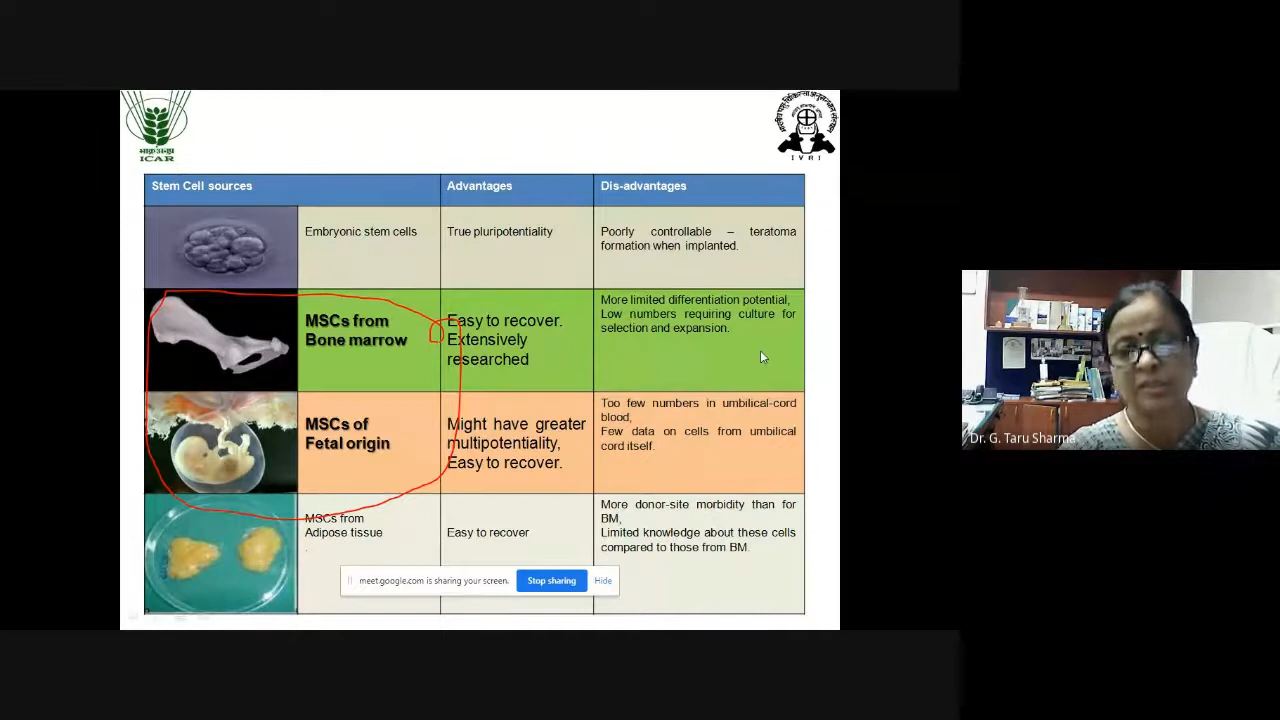 भाकृअनुप
ICAR
IVRI
Stem Cell sources
Advantages
Dis-advantages
Embryonic stem cells
True pluripotentiality
Poorly controllable – teratoma
formation when implanted.
MSCs from
Bone marrow
Easy to recover.
Extensively
researched
More limited differentiation potential,
Low numbers requiring culture for
selection and expansion.
MSCs of
Fetal origin
Might have greater
multipotentiality,
Easy to recover.
Too few numbers in umbilical-cord
blood,
Few data on cells from umbilical
cord itself.
MSCs from
Adipose tissue
.
Easy to recover
More donor-site morbidity than for
BM,
Limited knowledge about these cells
compared to those from BM.
meet.google.com is sharing your screen.
Stop sharing
Hide
Dr. G. Taru Sharma